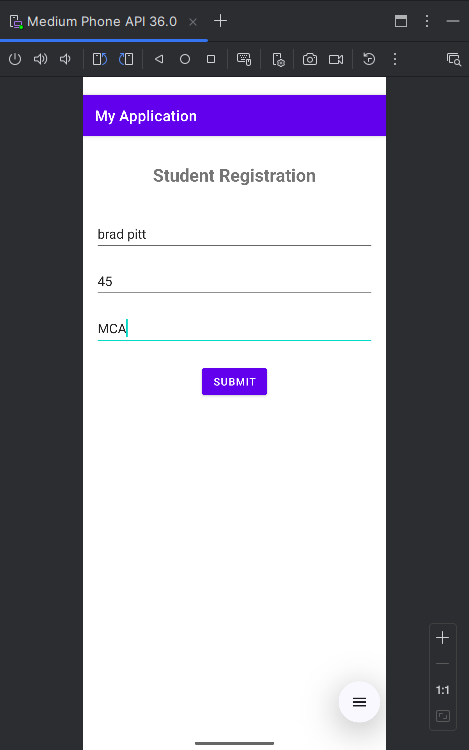 Medium Phone API 36.0
My Application
Student Registration
brad pitt
45
MCA
SUBMIT
1:1